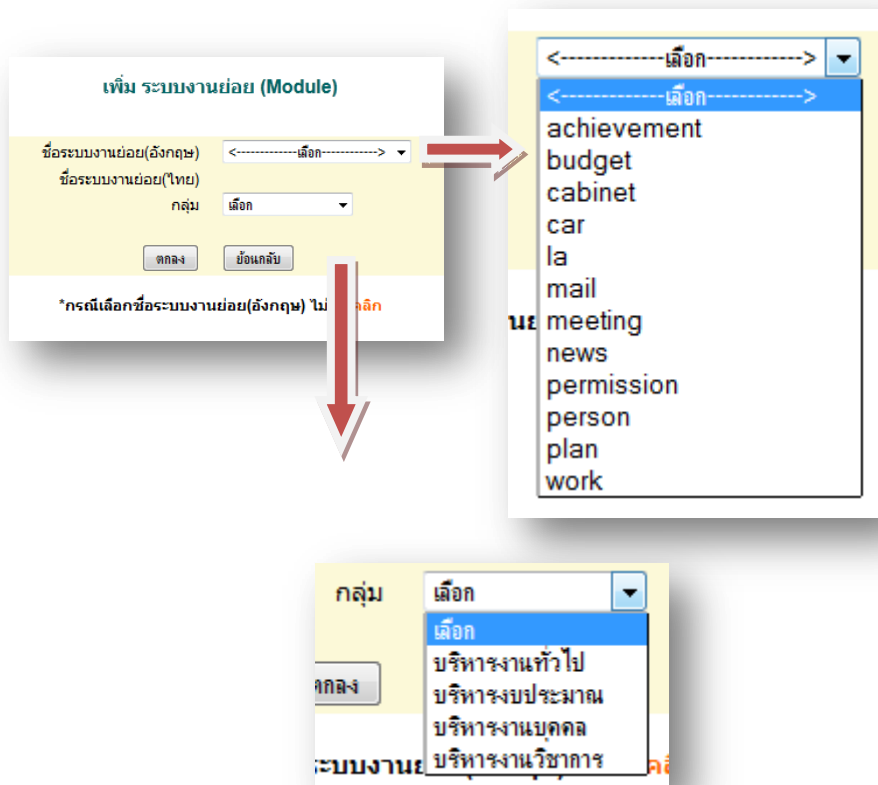 เพิ่ม ระบบงานย่อย (Module)
ชื่อระบบงานย่อย(อังกฤษ) <-------------เลือก------------>
ชื่อระบบงานย่อย(ไทย)
กลุ่ม เลือก
ตกลง ย้อนกลับ
*กรณีเลือกชื่อระบบงานย่อย(อังกฤษ) ไม่
<-------------เลือก------------>
<-------------เลือก------------>
achievement
budget
cabinet
car
la
mail
meeting
news
permission
person
plan
work
กลุ่ม เลือก
เลือก
บริหารงานทั่วไป
บริหารงบประมาณ
บริหารงานบุคคล
บริหารงานวิชาการ
ตกลง